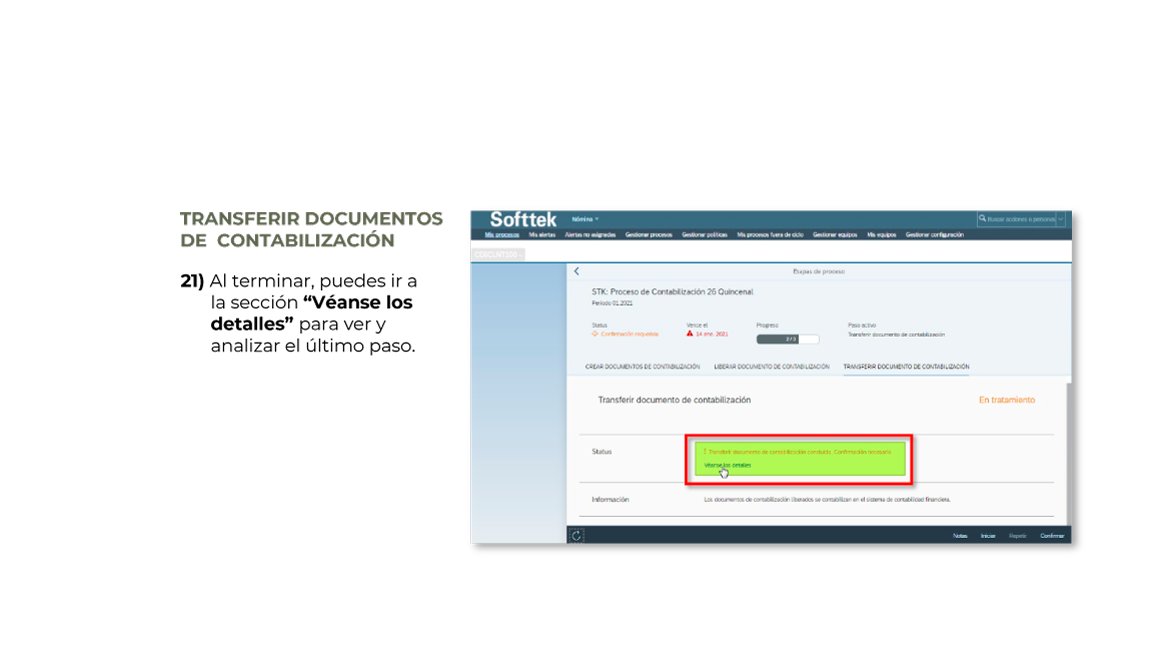 TRANSFERIR DOCUMENTOS
DE CONTABILIZACIÓN
21) Al terminar, puedes ir a
la sección “Véanse los
detalles” para ver y
analizar el último paso.
Softtek
Nómina
Buscar acciones o personas
Mis procesos Mis alertas Alertas no asignadas Gestionar procesos Gestionar políticas Mis procesos fuera de ciclo Gestionar equipos Mis equipos Gestionar configuración
Etapas de proceso
STK: Proceso de Contabilización 26 Quincenal
Período 01.2021
Status Vence el Progreso Paso activo
Confirmación requerida 14 ene. 2021 2 / 3 Transferir documento de contabilización
CREAR DOCUMENTOS DE CONTABILIZACIÓN LIBERAR DOCUMENTO DE CONTABILIZACIÓN TRANSFERIR DOCUMENTO DE CONTABILIZACIÓN
Transferir documento de contabilización En tratamiento
Status ! Transferir documento de contabilización concluido. Confirmación necesaria.
Véanse los detalles
Información Los documentos de contabilización liberados se contabilizan en el sistema de contabilidad financiera.
Notas Iniciar Repetir Confirmar